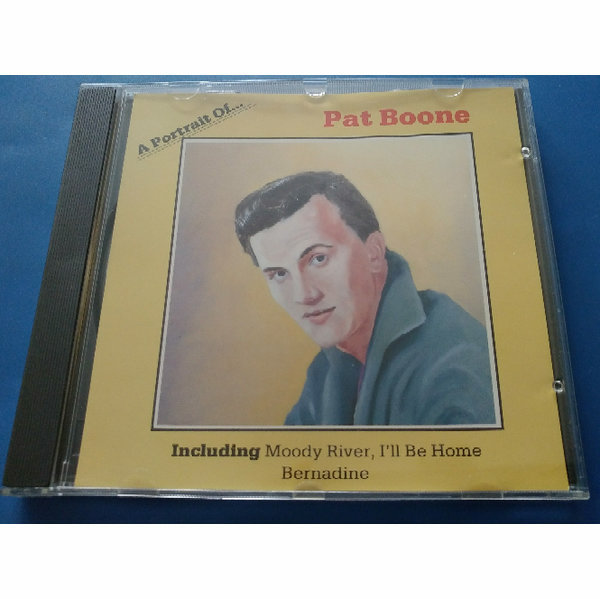 A Portrait Of...
Pat Boone
Including Moody River, I'll Be Home
Bernadine